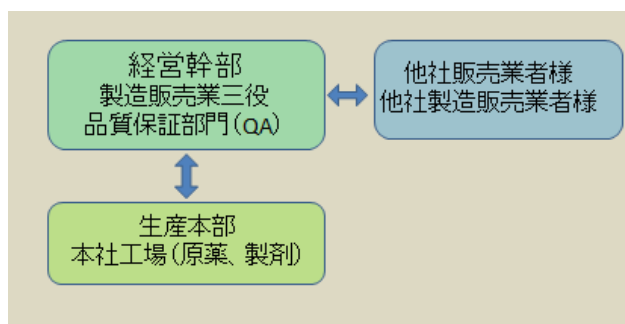 経営幹部
製造販売業三役
品質保証部門(QA)
他社販売業者様
他社製造販売業者様
生産本部
本社工場(原薬、製剤)